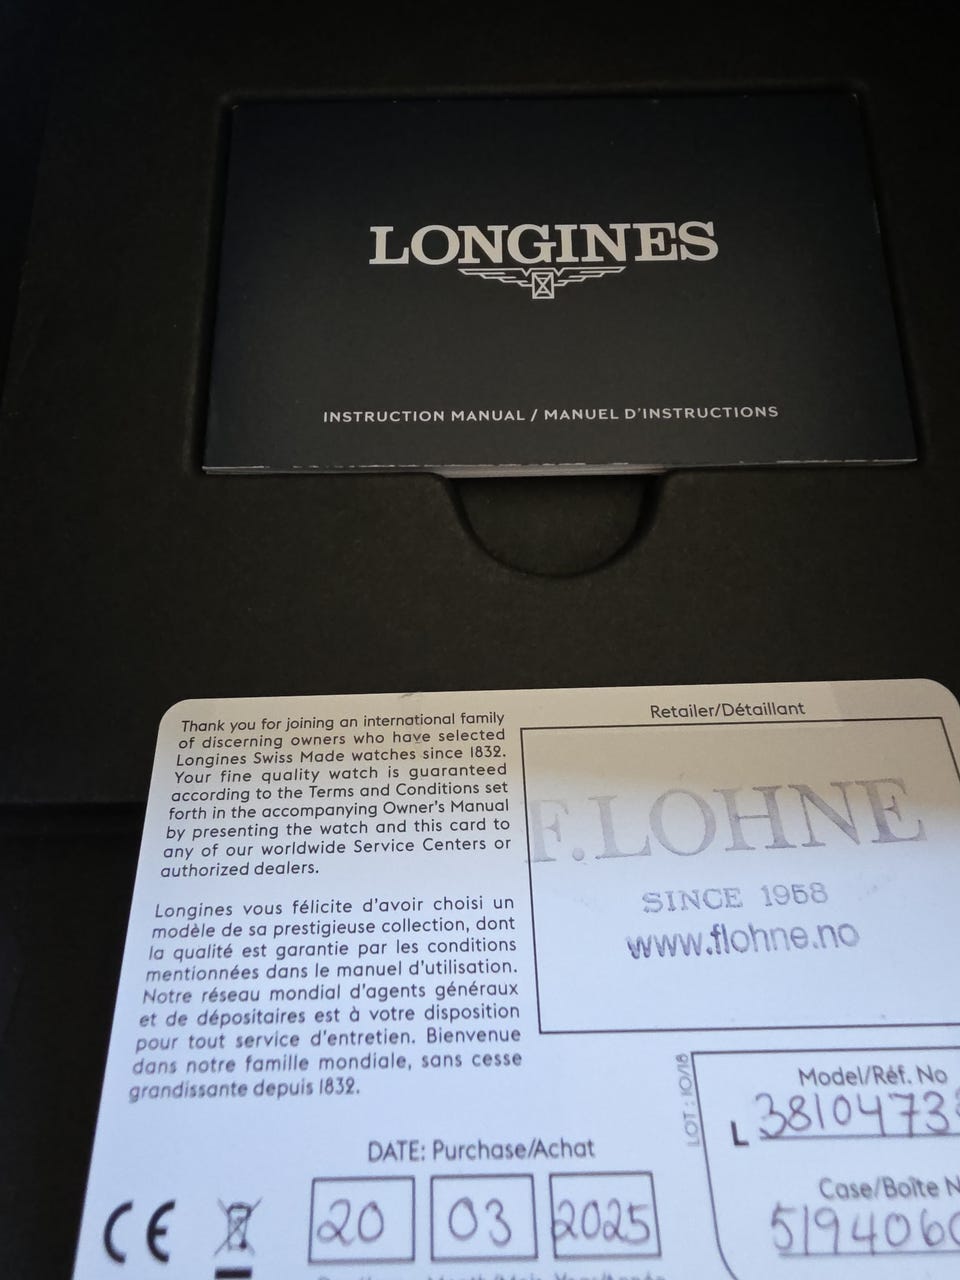 LONGINES
INSTRUCTION MANUAL / MANUEL D'INSTRUCTIONS
Thank you for joining an international family
of discerning owners who have selected
Longines Swiss Made watches since 1832.
Your fine quality watch is guaranteed
according to the Terms and Conditions set
forth in the accompanying Owner's Manual
by presenting the watch and this card to
any of our worldwide Service Centers or
authorized dealers.
Longines vous félicite d'avoir choisi un
modèle de sa prestigieuse collection, dont
la qualité est garantie par les conditions
mentionnées dans le manuel d'utilisation.
Notre réseau mondial d'agents généraux
et de dépositaires est à votre disposition
pour tout service d'entretien. Bienvenue
dans notre famille mondiale, sans cesse
grandissante depuis 1832.
Retailer/Détaillant
F.LOHNE
SINCE 1958
www.flohne.no
LOT : 10/18
Model/Réf. No
L 3810473
Case/Boîte N
5194060
DATE: Purchase/Achat
20 03 2025
CE